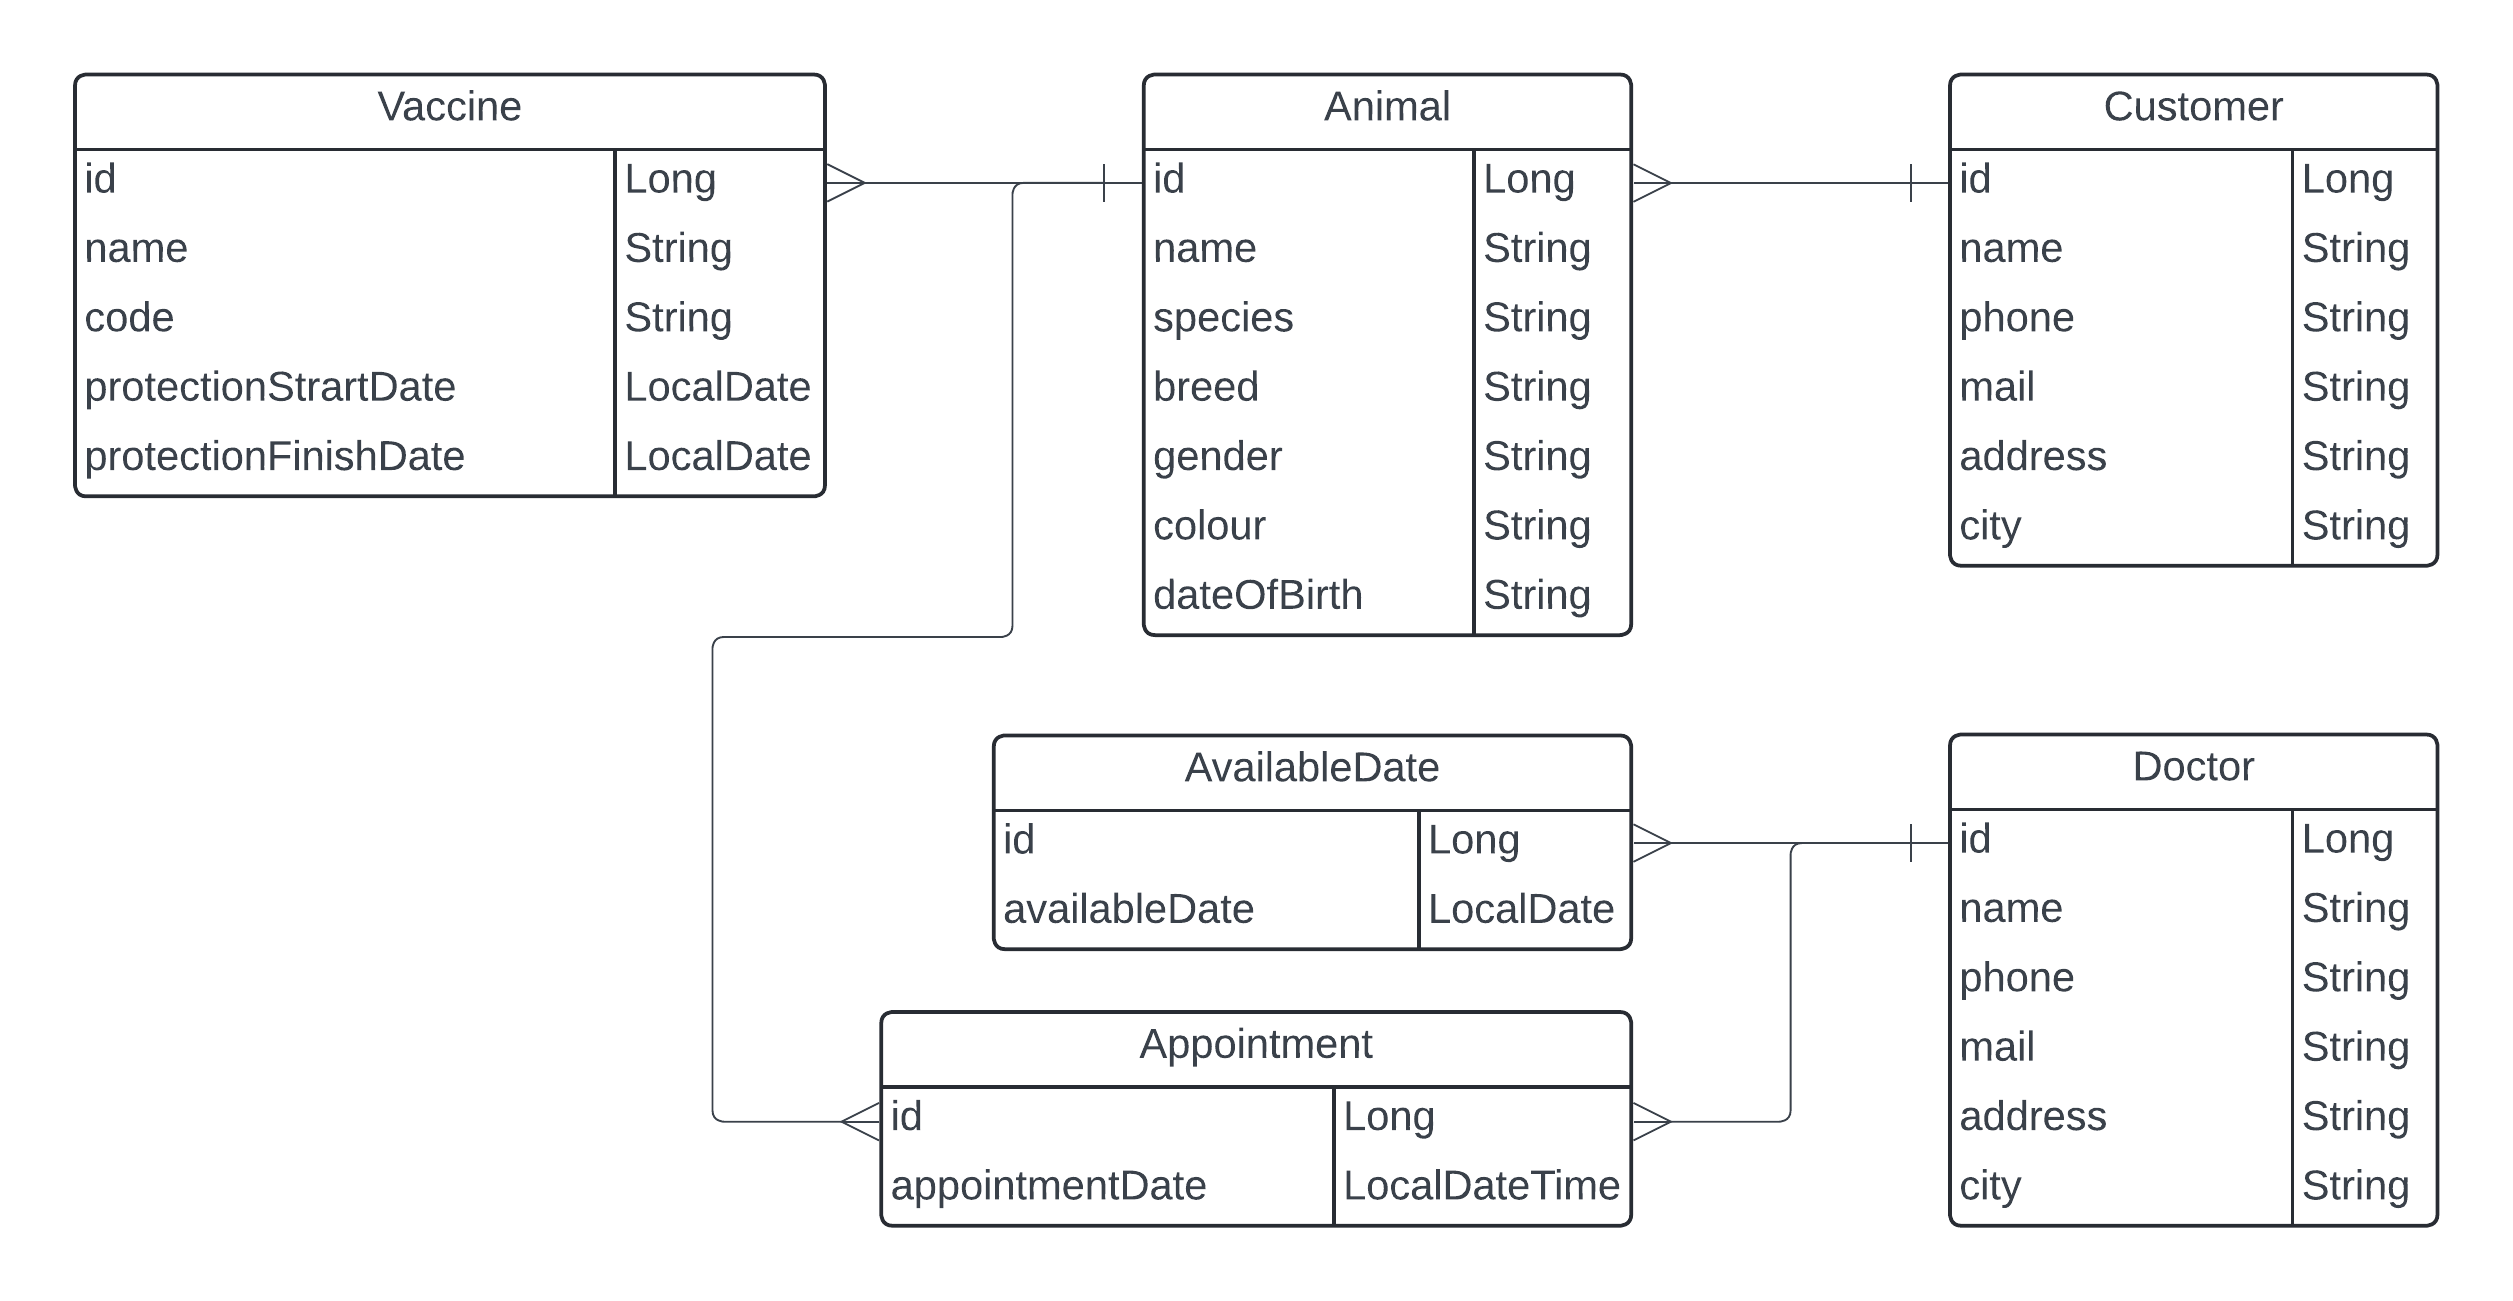 Vaccine
id Long
name String
code String
protectionStrartDate LocalDate
protectionFinishDate LocalDate
Animal
id Long
name String
species String
breed String
gender String
colour String
dateOfBirth String
Customer
id Long
name String
phone String
mail String
address String
city String
AvailableDate
id Long
availableDate LocalDate
Doctor
id Long
name String
phone String
mail String
address String
city String
Appointment
id Long
appointmentDate LocalDateTime